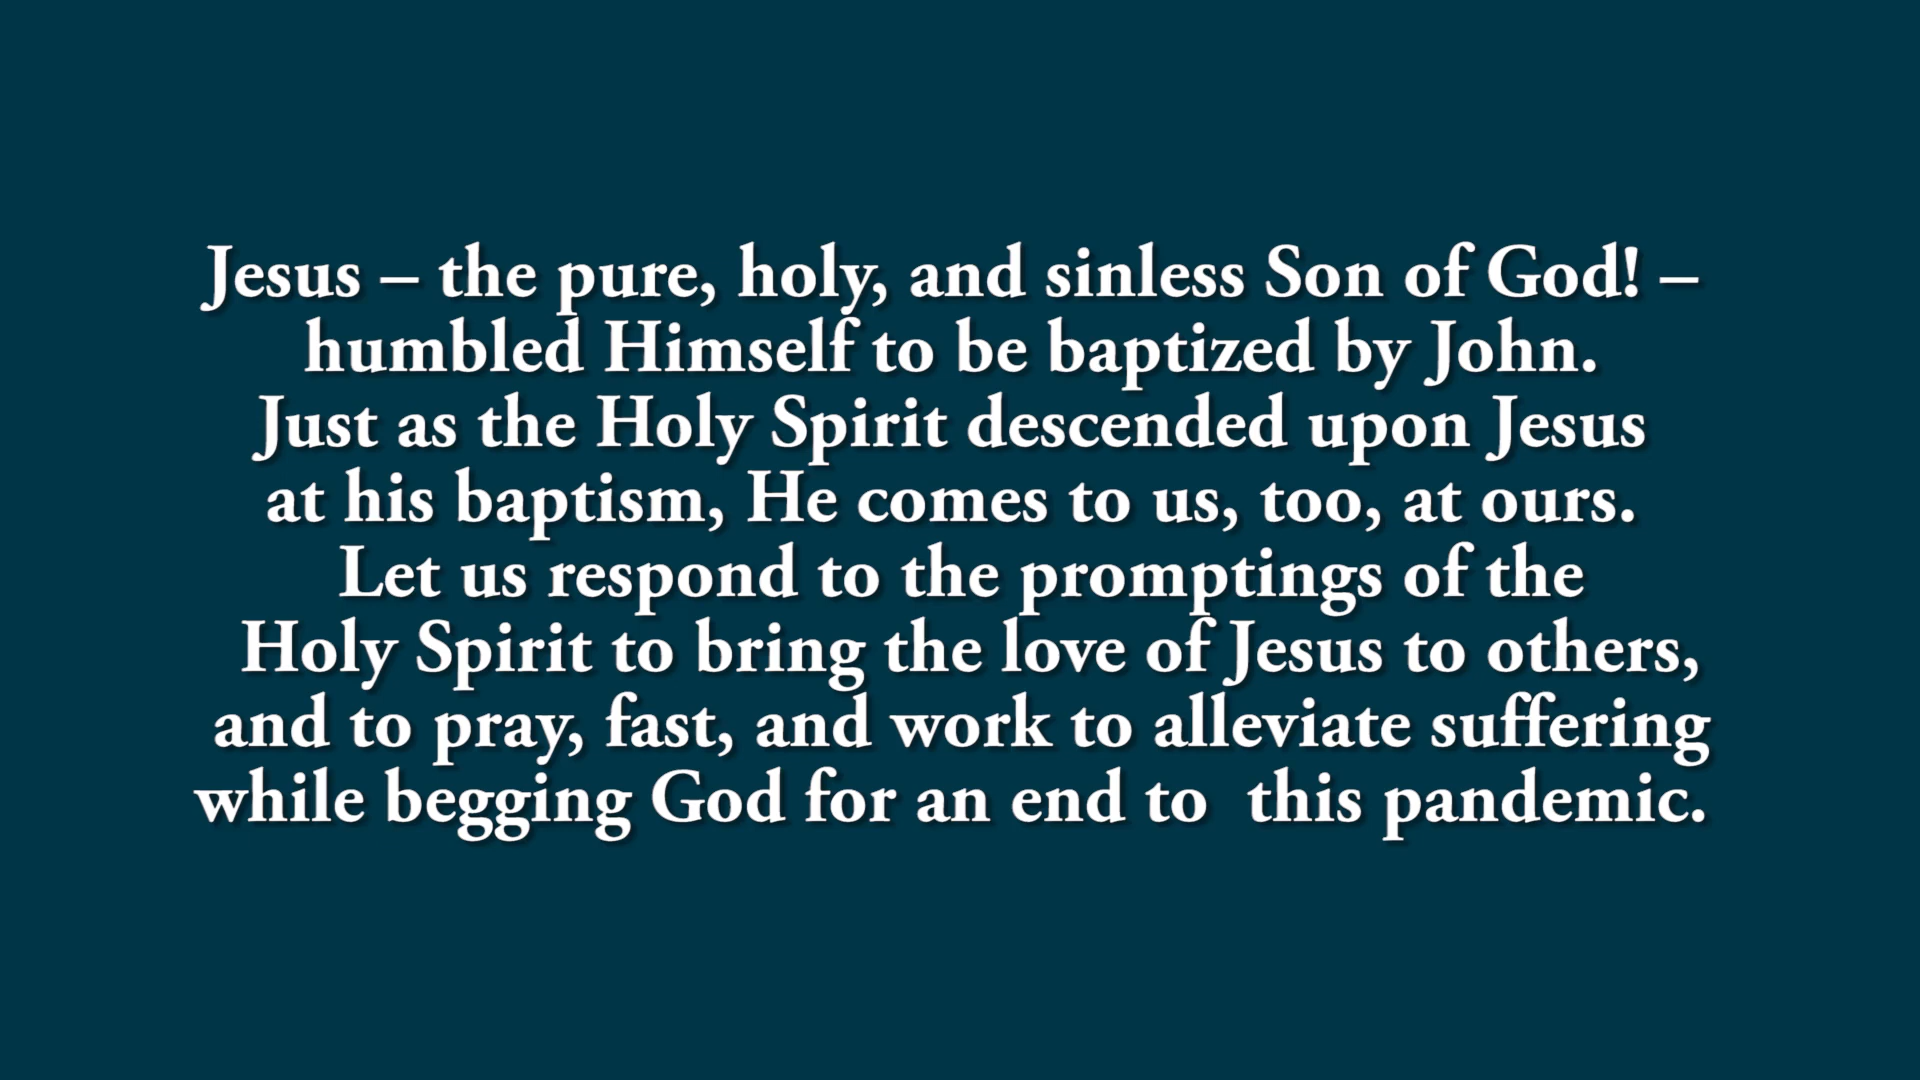 Jesus – the pure, holy, and sinless Son of God! –
humbled Himself to be baptized by John.
Just as the Holy Spirit descended upon Jesus
at his baptism, He comes to us, too, at ours.
Let us respond to the promptings of the
Holy Spirit to bring the love of Jesus to others,
and to pray, fast, and work to alleviate suffering
while begging God for an end to  this pandemic.